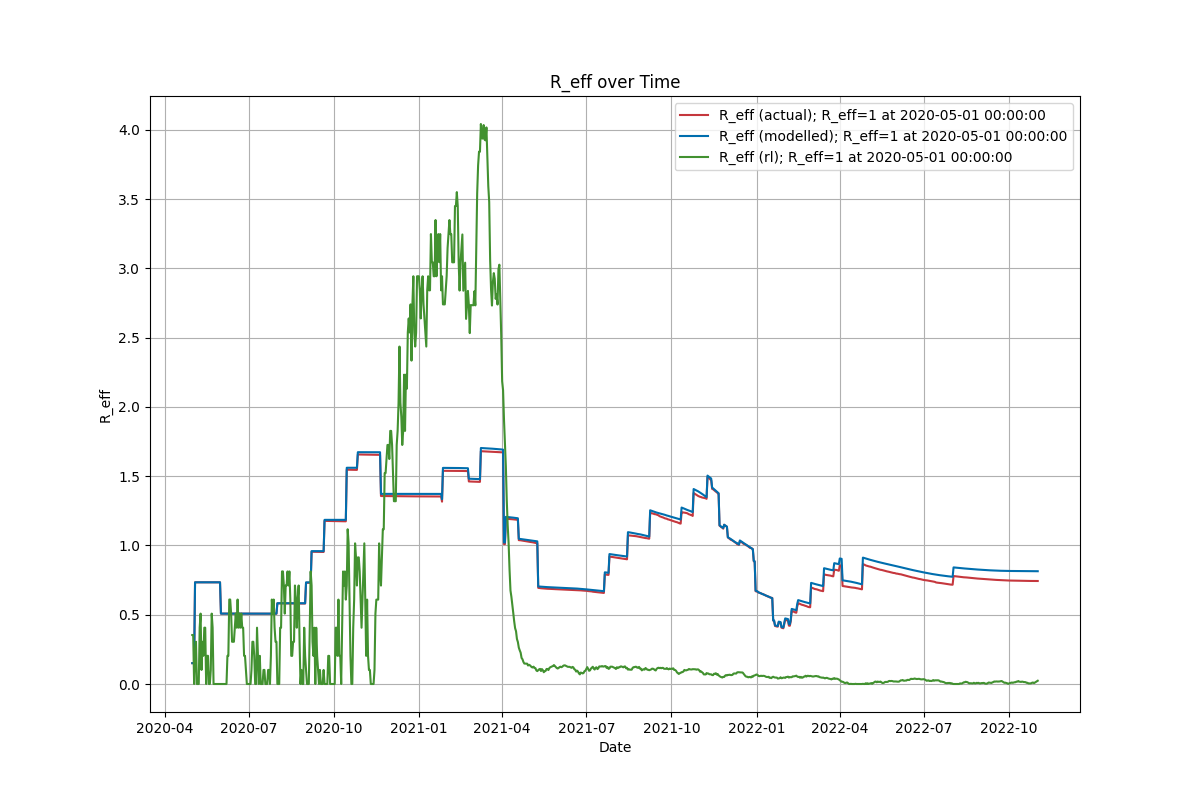 R_eff over Time
R_eff (actual); R_eff=1 at 2020-05-01 00:00:00
R_eff (modelled); R_eff=1 at 2020-05-01 00:00:00
R_eff (rl); R_eff=1 at 2020-05-01 00:00:00
4.0
3.5
3.0
2.5
2.0
1.5
1.0
0.5
0.0
R_eff
2020-04 2020-07 2020-10 2021-01 2021-04 2021-07 2021-10 2022-01 2022-04 2022-07 2022-10
Date